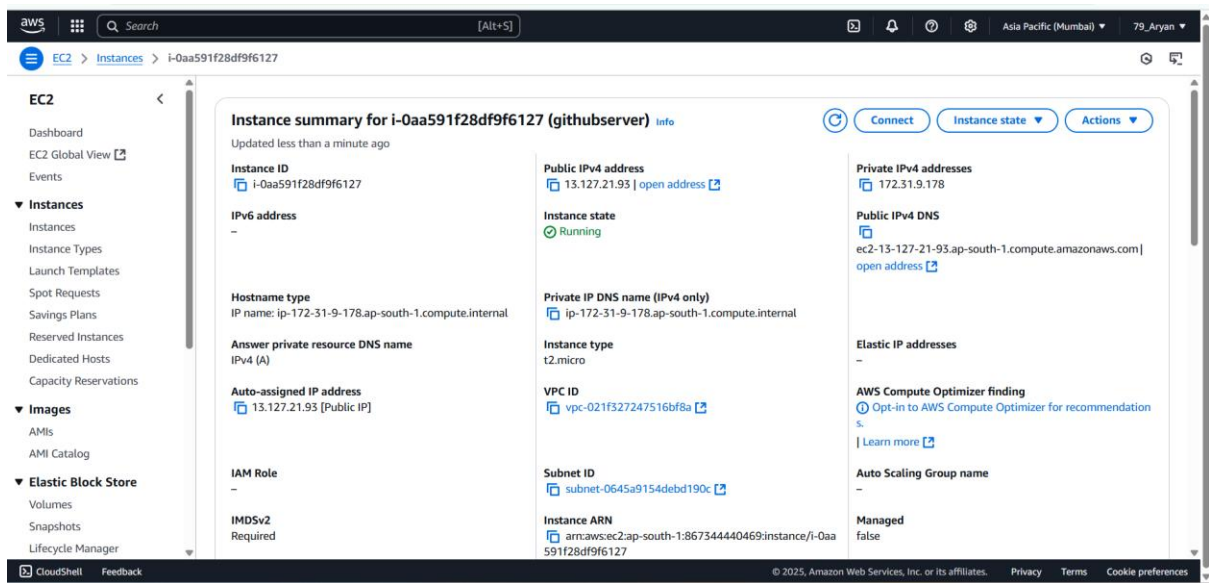 aws
Search [Alt+S]
Asia Pacific (Mumbai) ▼ 79_Aryan ▼
EC2 > Instances > i-0aa591f28df9f6127
EC2
Dashboard
EC2 Global View
Events
▼ Instances
Instances
Instance Types
Launch Templates
Spot Requests
Savings Plans
Reserved Instances
Dedicated Hosts
Capacity Reservations
▼ Images
AMIs
AMI Catalog
▼ Elastic Block Store
Volumes
Snapshots
Lifecycle Manager
Instance summary for i-0aa591f28df9f6127 (githubserver) Info
Connect Instance state ▼ Actions ▼
Updated less than a minute ago
Instance ID
i-0aa591f28df9f6127
Public IPv4 address
13.127.21.93 | open address
Private IPv4 addresses
172.31.9.178
IPv6 address
–
Instance state
Running
Public IPv4 DNS
ec2-13-127-21-93.ap-south-1.compute.amazonaws.com |
open address
Hostname type
IP name: ip-172-31-9-178.ap-south-1.compute.internal
Private IP DNS name (IPv4 only)
ip-172-31-9-178.ap-south-1.compute.internal
Answer private resource DNS name
IPv4 (A)
Instance type
t2.micro
Elastic IP addresses
–
Auto-assigned IP address
13.127.21.93 [Public IP]
VPC ID
vpc-021f327247516bf8a
AWS Compute Optimizer finding
Opt-in to AWS Compute Optimizer for recommendation
s.
| Learn more
IAM Role
–
Subnet ID
subnet-0645a9154debd190c
Auto Scaling Group name
–
IMDSv2
Required
Instance ARN
arn:aws:ec2:ap-south-1:867344440469:instance/i-0aa
591f28df9f6127
Managed
false
CloudShell Feedback
© 2025, Amazon Web Services, Inc. or its affiliates. Privacy Terms Cookie preferences